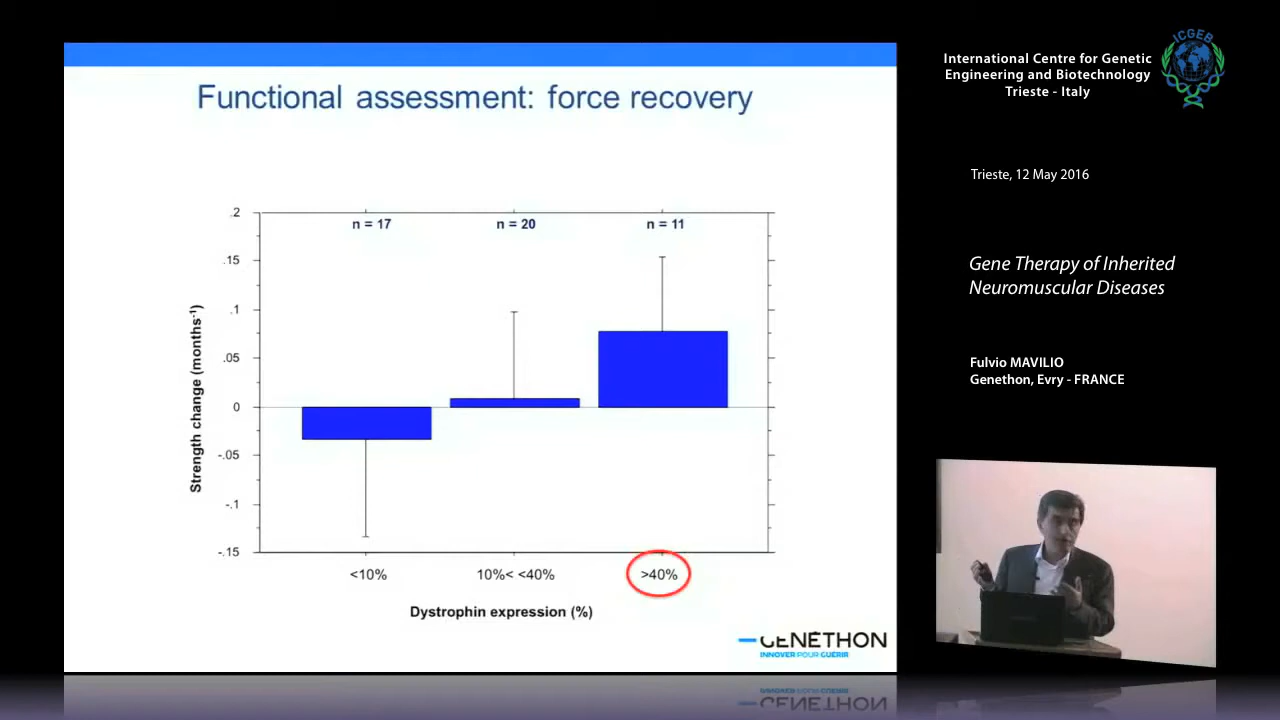 Functional assessment: force recovery
n = 17
n = 20
n = 11
.2
.15
.1
.05
0
-.05
-.1
-.15
Strength change (months-1)
<10%
10%< <40%
>40%
Dystrophin expression (%)
GENETHON
INNOVER POUR GUÉRIR
International Centre for Genetic
Engineering and Biotechnology
Trieste - Italy
ICGEB
Trieste, 12 May 2016
Gene Therapy of Inherited
Neuromuscular Diseases
Fulvio MAVILIO
Genethon, Evry - FRANCE